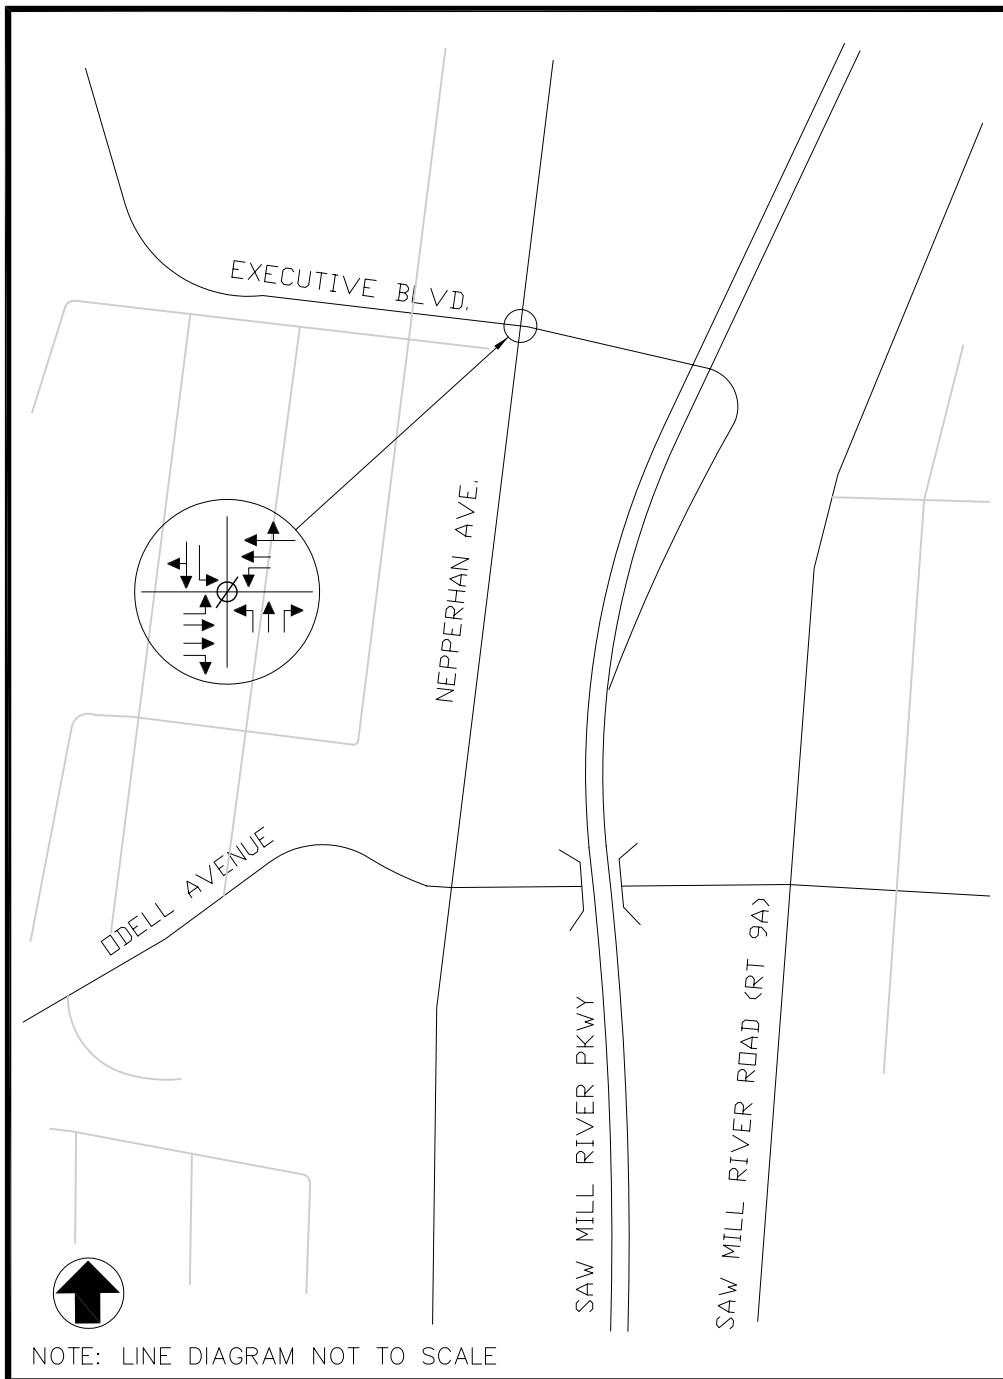 EXECUTIVE BLVD.
NEPPERHAN AVE.
ODELL AVENUE
SAW MILL RIVER PKWY
SAW MILL RIVER ROAD (RT 9A)
NOTE: LINE DIAGRAM NOT TO SCALE